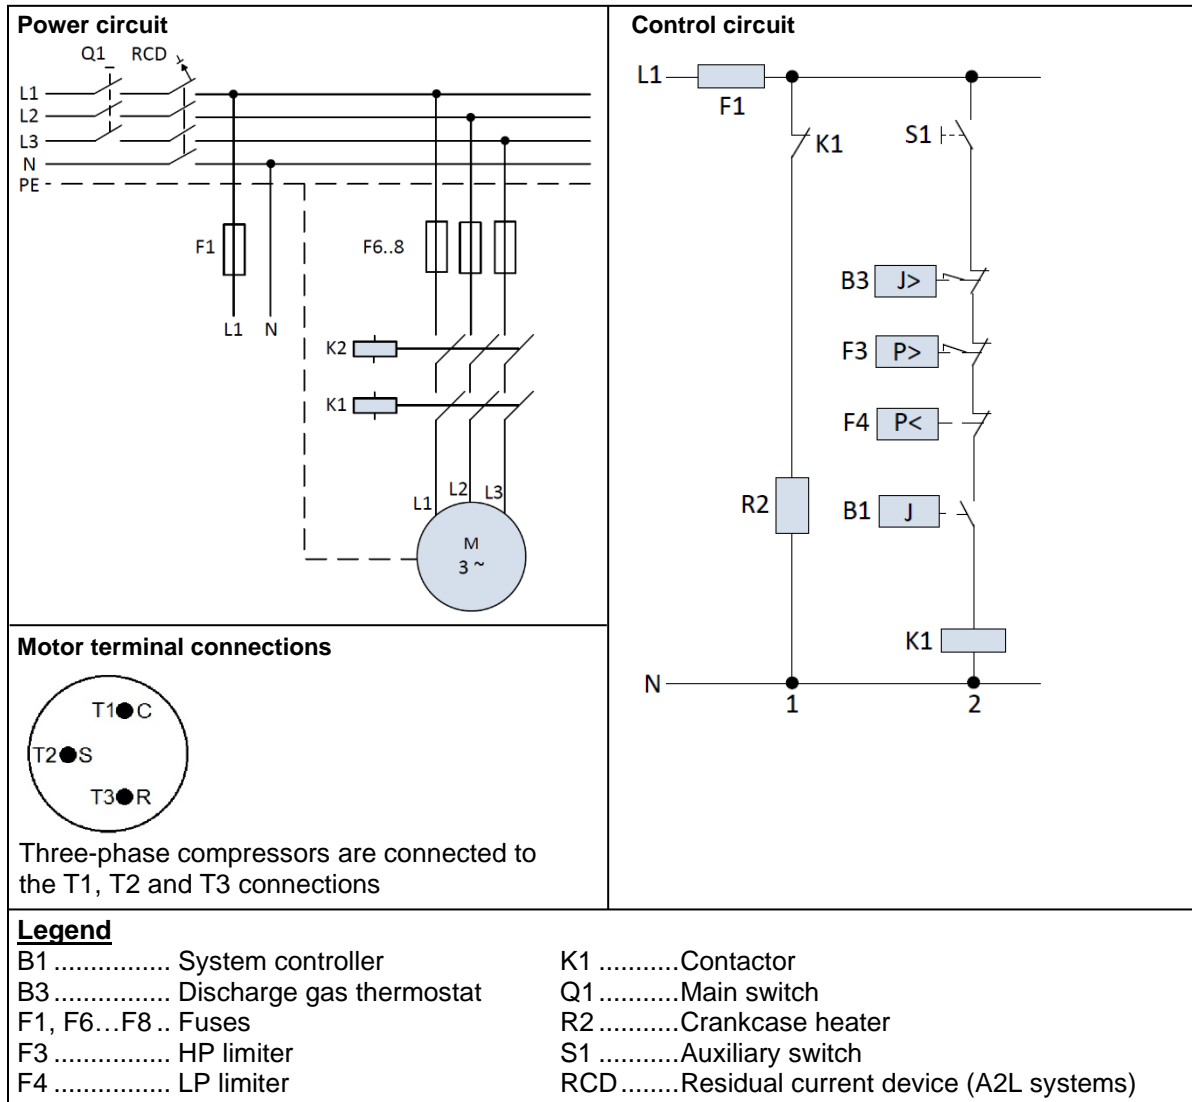 Power circuit
Q1 RCD
L1
L2
L3
N
PE
F1 F6..8
L1 N
K2
K1
L1 L2 L3
M
3 ~
Motor terminal connections
T1 C
T2 S
T3 R
Three-phase compressors are connected to
the T1, T2 and T3 connections
Control circuit
L1
F1
K1
S1
B3 J>
F3 P>
F4 P<
R2
B1 J
K1
N
1 2
Legend
B1 ................ System controller
B3 ................ Discharge gas thermostat
F1, F6…F8 .. Fuses
F3 ................ HP limiter
F4 ................ LP limiter
K1 ...........Contactor
Q1 ...........Main switch
R2 ...........Crankcase heater
S1 ...........Auxiliary switch
RCD ........Residual current device (A2L systems)